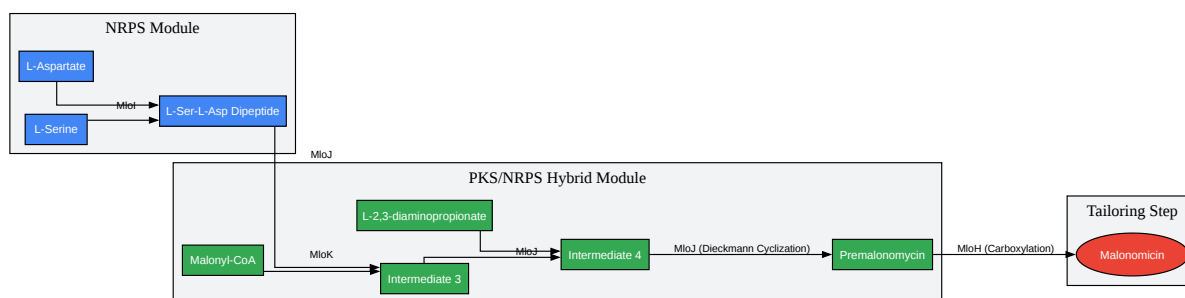 NRPS Module
L-Aspartate
MloI
L-Ser-L-Asp Dipeptide
L-Serine
MloJ
PKS/NRPS Hybrid Module
L-2,3-diaminopropionate
Malonyl-CoA
MloK
Intermediate 3
MloJ
Intermediate 4
MloJ (Dieckmann Cyclization)
Premalonomycin
MloH (Carboxylation)
Tailoring Step
Malonomicin